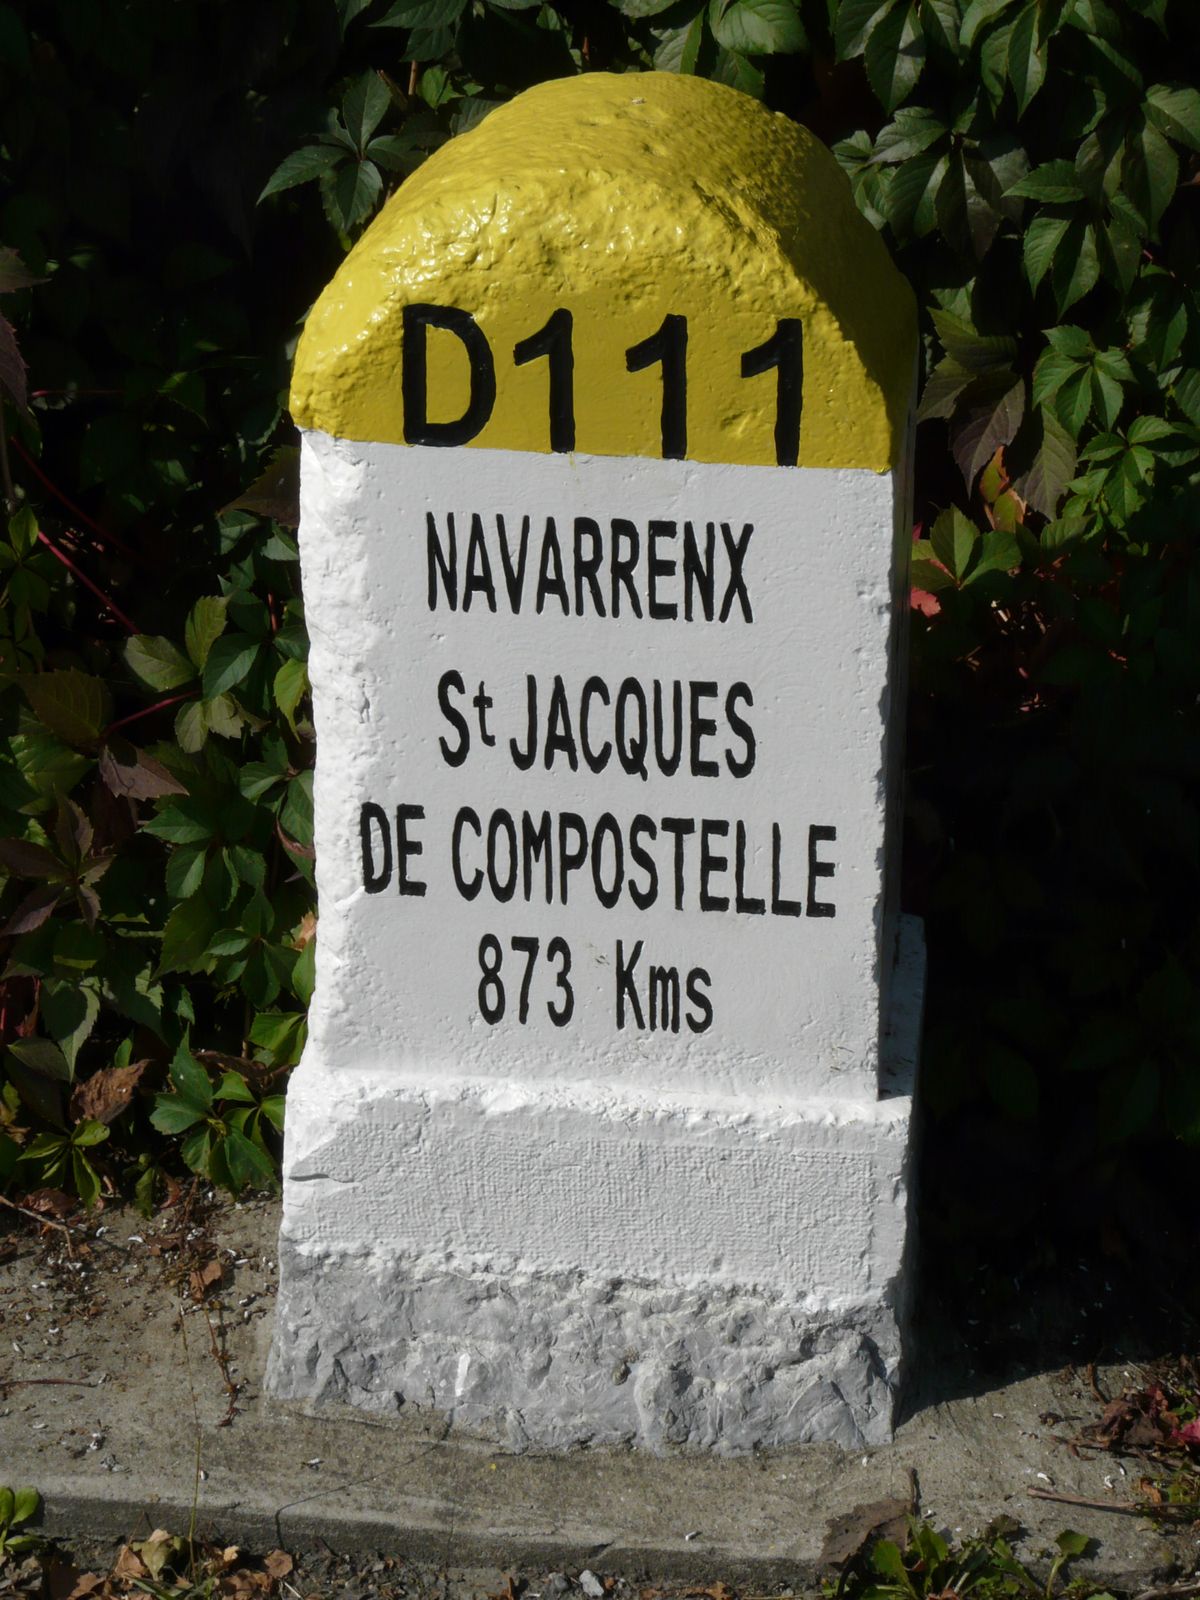 D111
NAVARRENX
St JACQUES
DE COMPOSTELLE
873 Kms